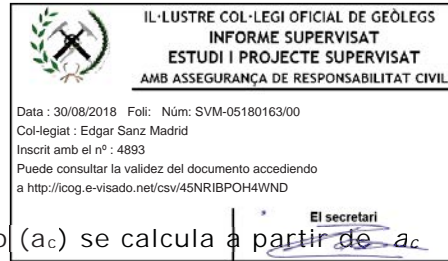 IL·LUSTRE COL·LEGI OFICIAL DE GEÒLEGS
INFORME SUPERVISAT
ESTUDI I PROJECTE SUPERVISAT
AMB ASSEGURANÇA DE RESPONSABILITAT CIVIL
Data : 30/08/2018 Foli: Núm: SVM-05180163/00
Col-legiat : Edgar Sanz Madrid
Inscrit amb el nº : 4893
Puede consultar la validez del documento accediendo
a http://icog.e-visado.net/csv/45NRIBPOH4WND
El secretari
o (ac) se calcula a partir de ac